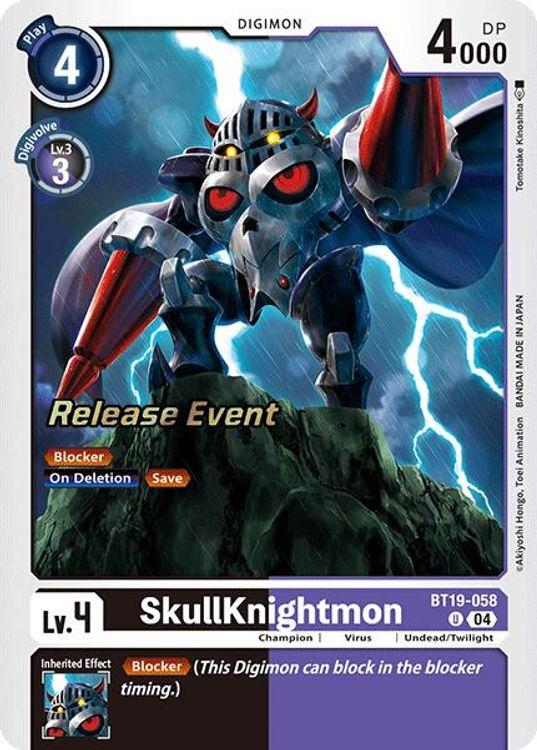 DIGIMON
Play
4
DP
4000
Digivolve
Lv.3
3
Tomotake Kinoshita
BANDAI MADE IN JAPAN
©Akiyoshi Hongo, Toei Animation
Release Event
Blocker
On Deletion Save
BT19-058
Lv.4 SkullKnightmon U 04
Champion | Virus | Undead/Twilight
Inherited Effect
Blocker (This Digimon can block in the blocker
timing.)